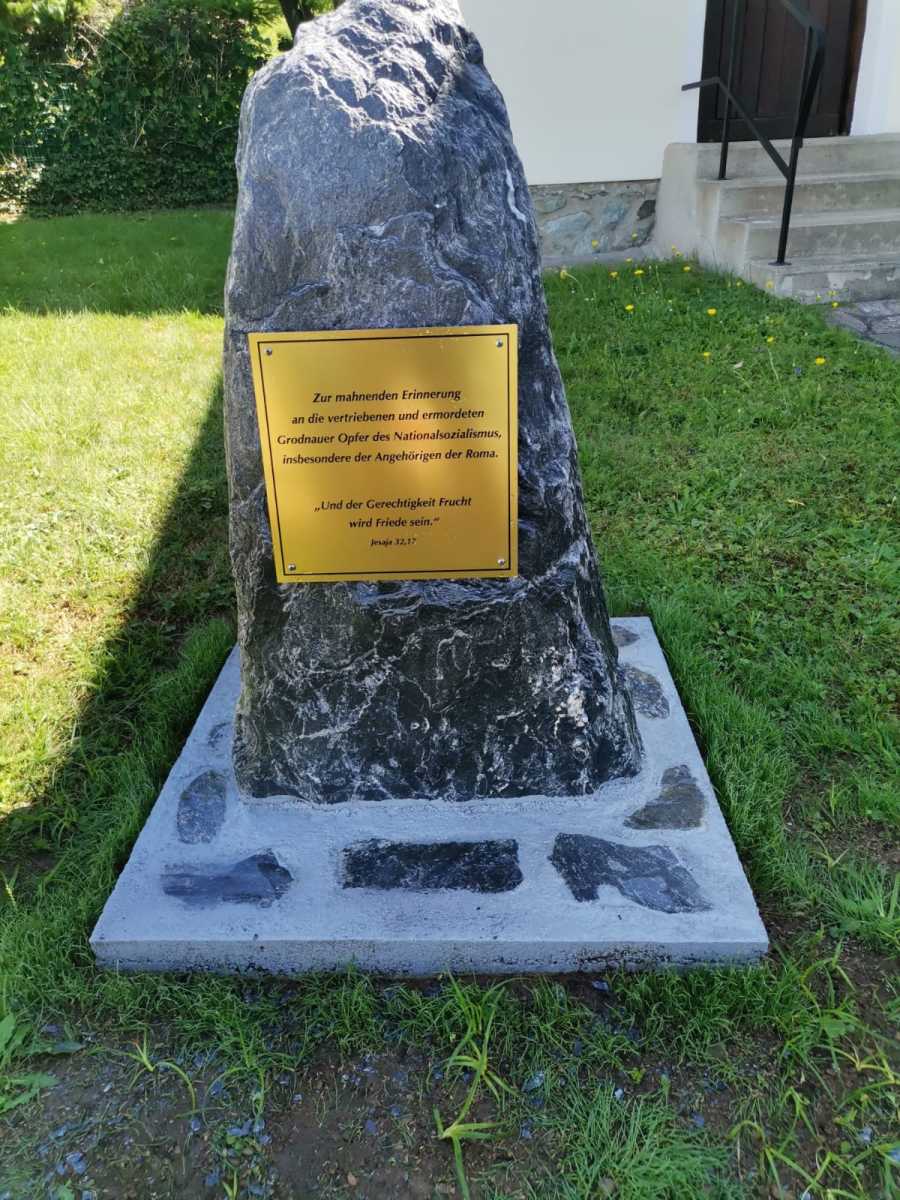 Zur mahnenden Erinnerung
an die vertriebenen und ermordeten
Grodnauer Opfer des Nationalsozialismus,
insbesondere der Angehörigen der Roma.
„Und der Gerechtigkeit Frucht
wird Friede sein.“
Jesaja 32,17